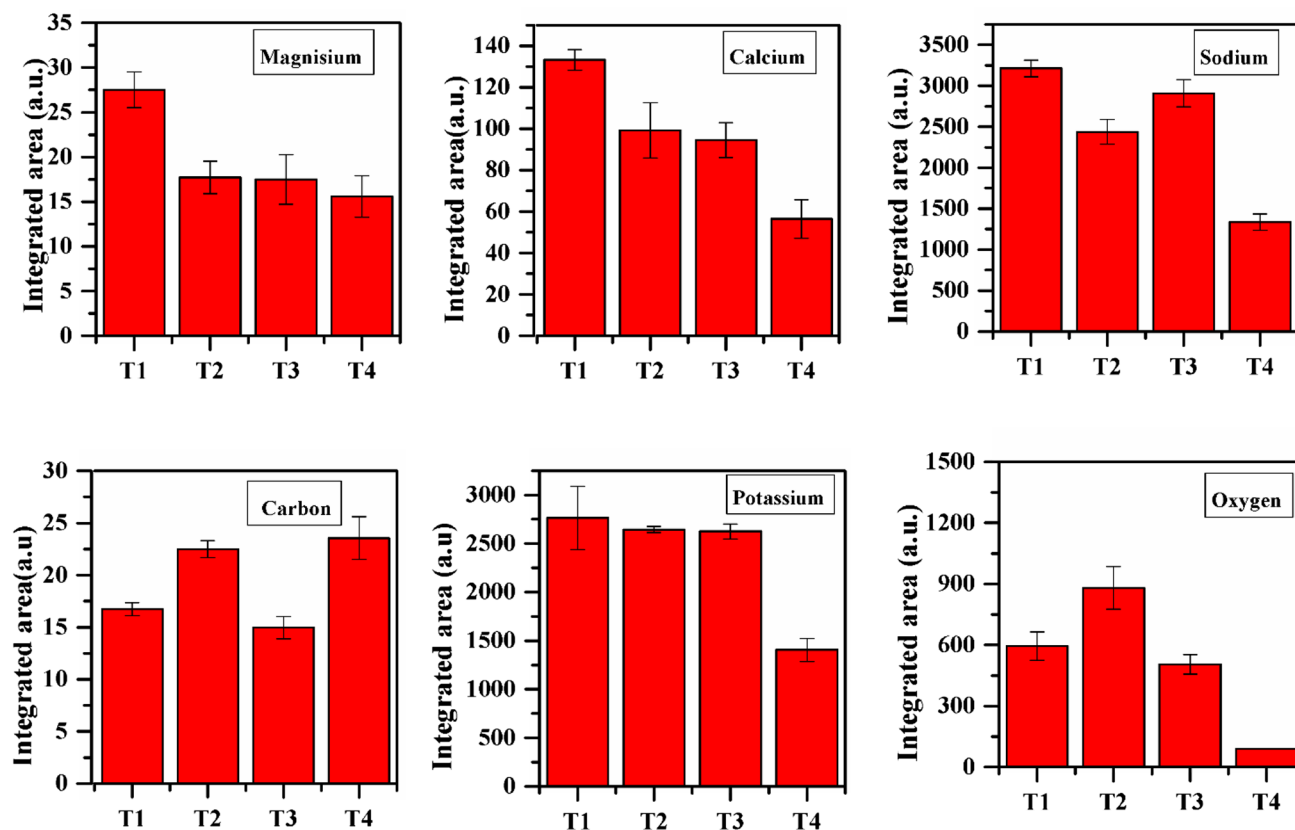 Integrated area (a.u.)
35
30
25
20
15
10
5
0
Magnisium
T1 T2 T3 T4
Integrated area(a.u.)
140
120
100
80
60
40
20
0
Calcium
T1 T2 T3 T4
Integrated area (a.u.)
3500
3000
2500
2000
1500
1000
500
0
Sodium
T1 T2 T3 T4
Integrated area(a.u)
30
25
20
15
10
5
0
Carbon
T1 T2 T3 T4
Integrated area (a.u.)
3000
2500
2000
1500
1000
500
0
Potassium
T1 T2 T3 T4
Integrated area (a.u.)
1500
1200
900
600
300
0
Oxygen
T1 T2 T3 T4